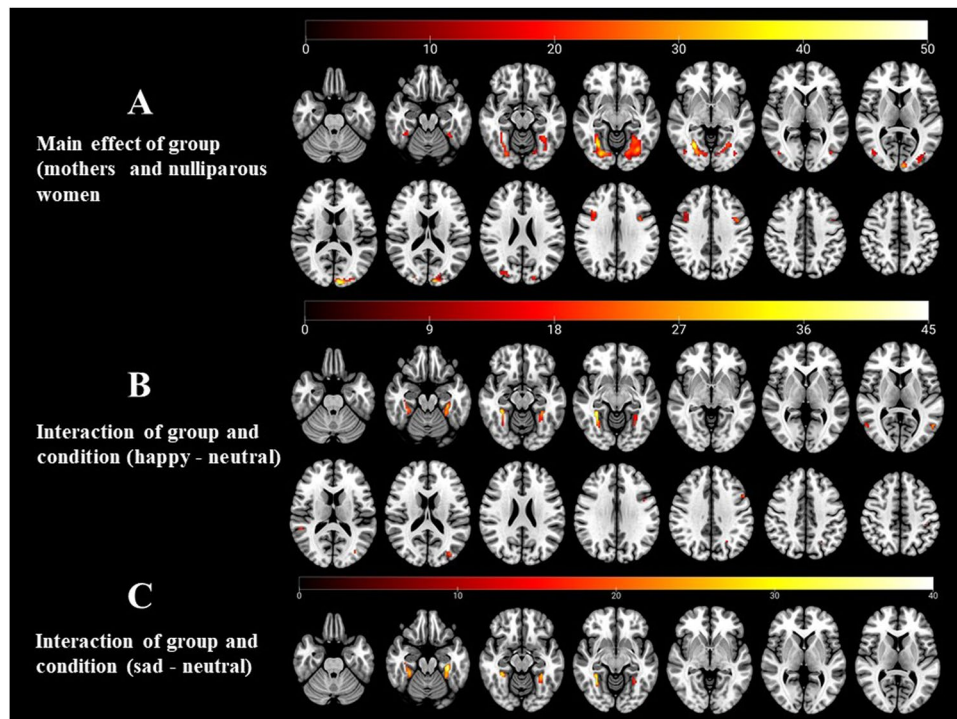 0 10 20 30 40 50
A
Main effect of group
(mothers and nulliparous
women
0 9 18 27 36 45
B
Interaction of group and
condition (happy - neutral)
0 10 20 30 40
C
Interaction of group and
condition (sad - neutral)